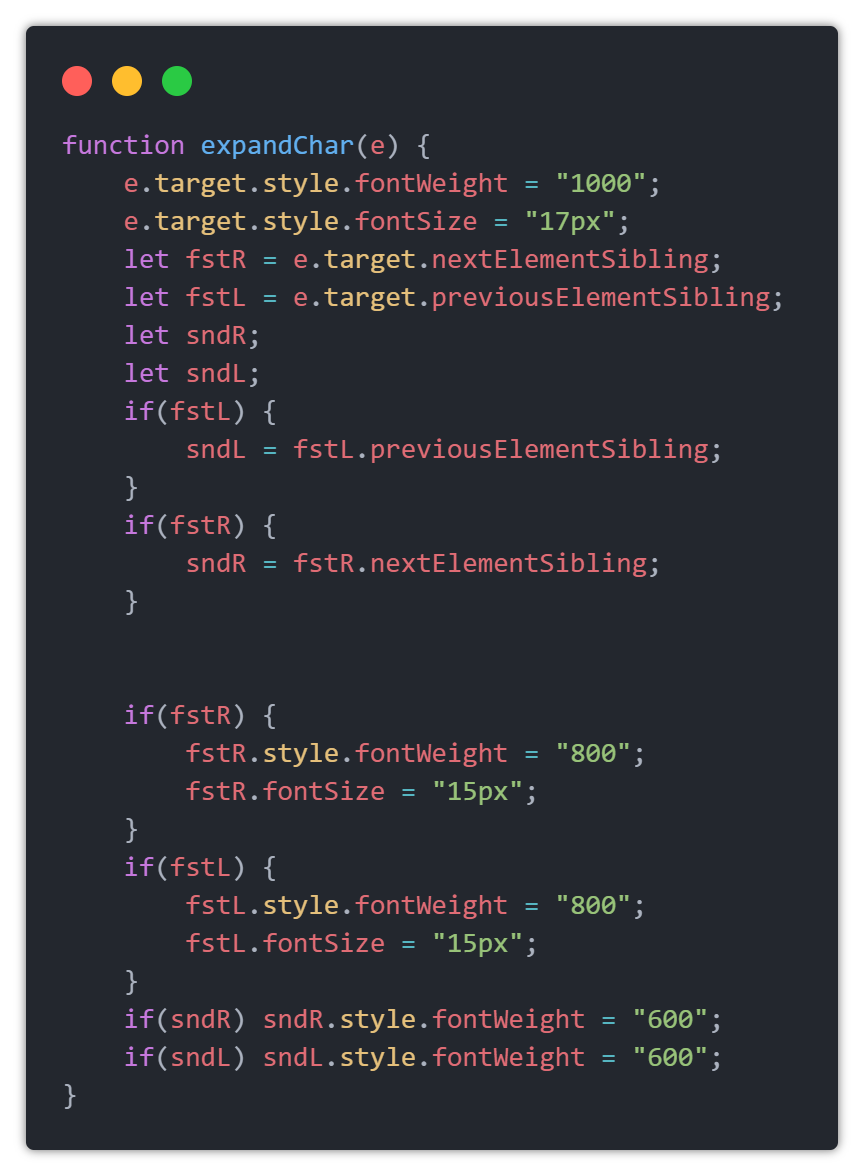 function expandChar(e) {
    e.target.style.fontWeight = "1000";
    e.target.style.fontSize = "17px";
    let fstR = e.target.nextElementSibling;
    let fstL = e.target.previousElementSibling;
    let sndR;
    let sndL;
    if(fstL) {
        sndL = fstL.previousElementSibling;
    }
    if(fstR) {
        sndR = fstR.nextElementSibling;
    }


    if(fstR) {
        fstR.style.fontWeight = "800";
        fstR.fontSize = "15px";
    }
    if(fstL) {
        fstL.style.fontWeight = "800";
        fstL.fontSize = "15px";
    }
    if(sndR) sndR.style.fontWeight = "600";
    if(sndL) sndL.style.fontWeight = "600";
}